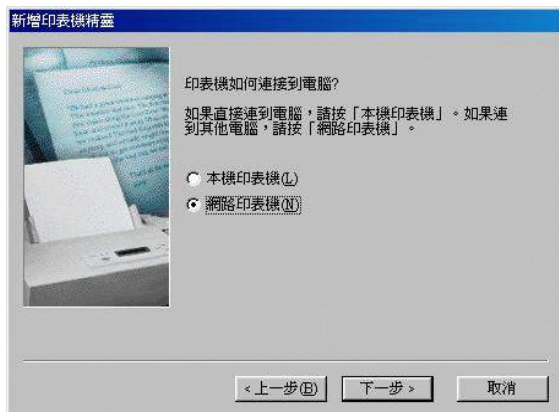 新增印表機精靈
印表機如何連接到電腦?
如果直接連到電腦，請按「本機印表機」。如果連
到其他電腦，請按「網路印表機」。
本機印表機(L)
網路印表機(N)
<上一步(B)
下一步>
取消